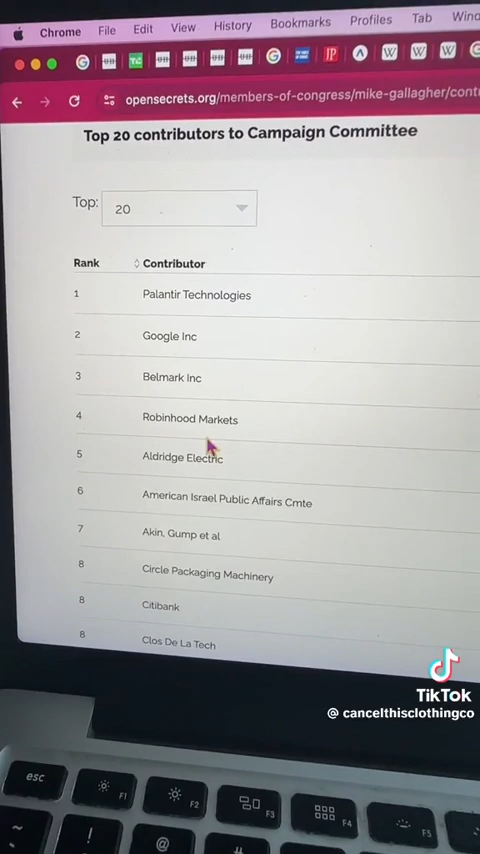 Chrome File Edit View History Bookmarks Profiles Tab
opensecrets.org/members-of-congress/mike-gallagher/
Top 20 contributors to Campaign Committee
Top: 20
Rank Contributor
1 Palantir Technologies
2 Google Inc
3 Belmark Inc
4 Robinhood Markets
5 Aldridge Electric
6 American Israel Public Affairs Cmte
7 Akin, Gump et al
8 Circle Packaging Machinery
8 Citibank
8 Clos De La Tech
TikTok
@ cancelthisclothingco
esc F1 F2 F3 F4 F5
~ ! @ #